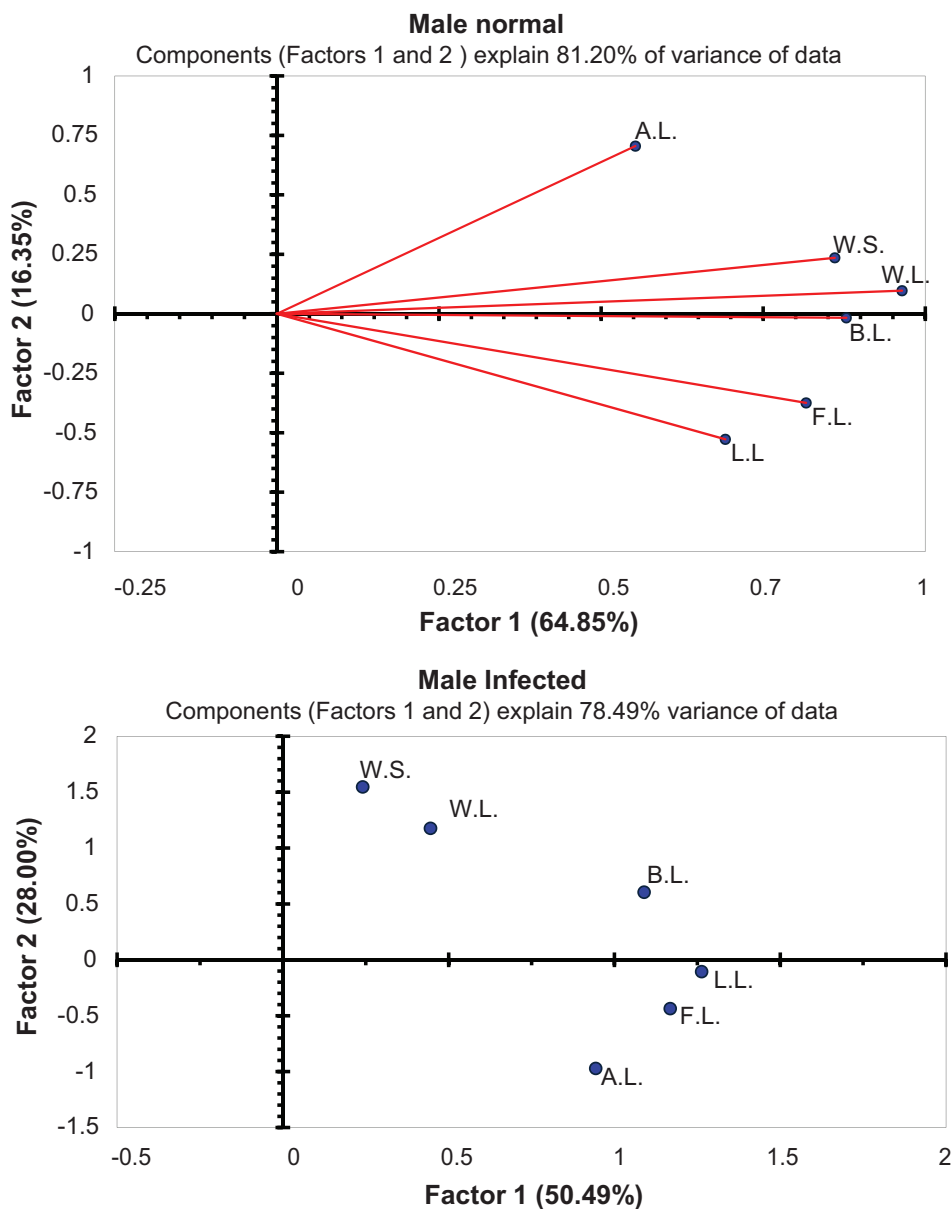 Male normal
Components (Factors 1 and 2 ) explain 81.20% of variance of data
1
0.75
0.5
0.25
0
-0.25
-0.5
-0.75
-1
Factor 2 (16.35%)
A.L.
W.S.
W.L.
B.L.
F.L.
L.L
-0.25 0 0.25 0.5 0.7 1
Factor 1 (64.85%)
Male Infected
Components (Factors 1 and 2) explain 78.49% variance of data
2
1.5
1
0.5
0
-0.5
-1
-1.5
Factor 2 (28.00%)
W.S.
W.L.
B.L.
L.L.
F.L.
A.L.
-0.5 0 0.5 1 1.5 2
Factor 1 (50.49%)